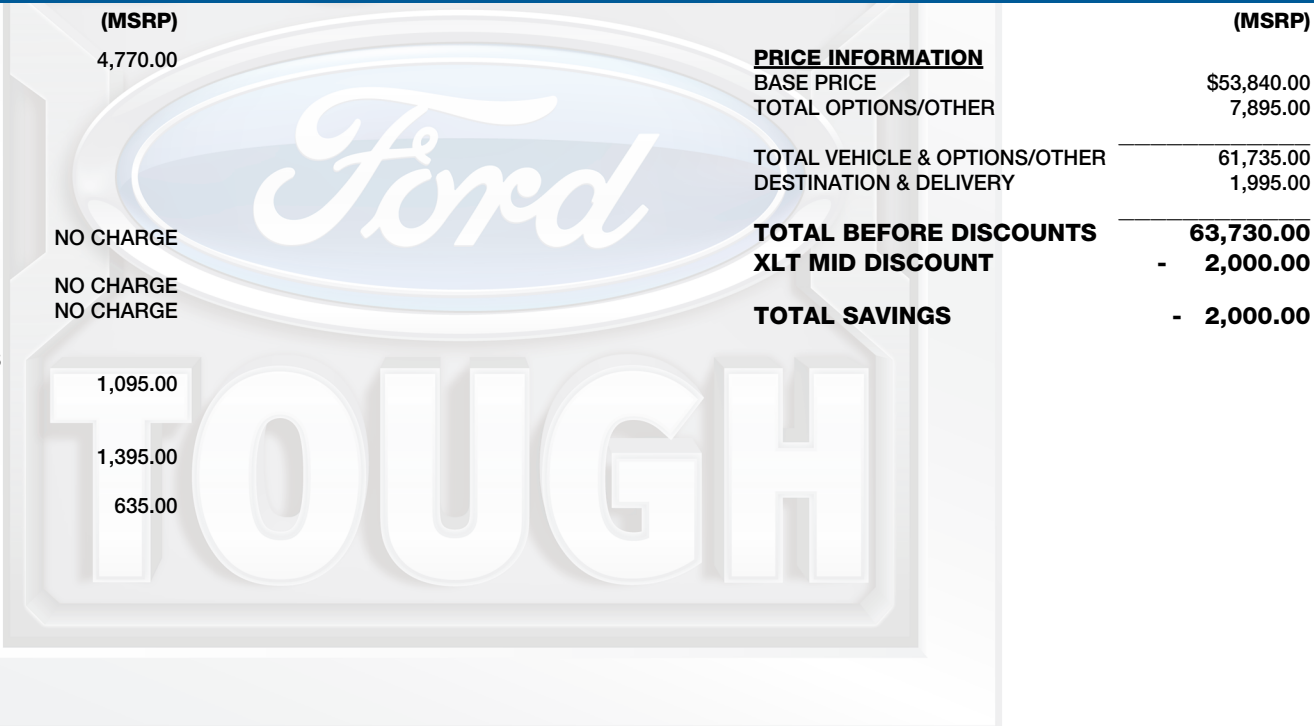 (MSRP)
4,770.00
NO CHARGE
NO CHARGE
NO CHARGE
1,095.00
1,395.00
635.00
Ford
TOUGH
(MSRP)
PRICE INFORMATION
BASE PRICE $53,840.00
TOTAL OPTIONS/OTHER 7,895.00
TOTAL VEHICLE & OPTIONS/OTHER 61,735.00
DESTINATION & DELIVERY 1,995.00
TOTAL BEFORE DISCOUNTS 63,730.00
XLT MID DISCOUNT - 2,000.00
TOTAL SAVINGS - 2,000.00